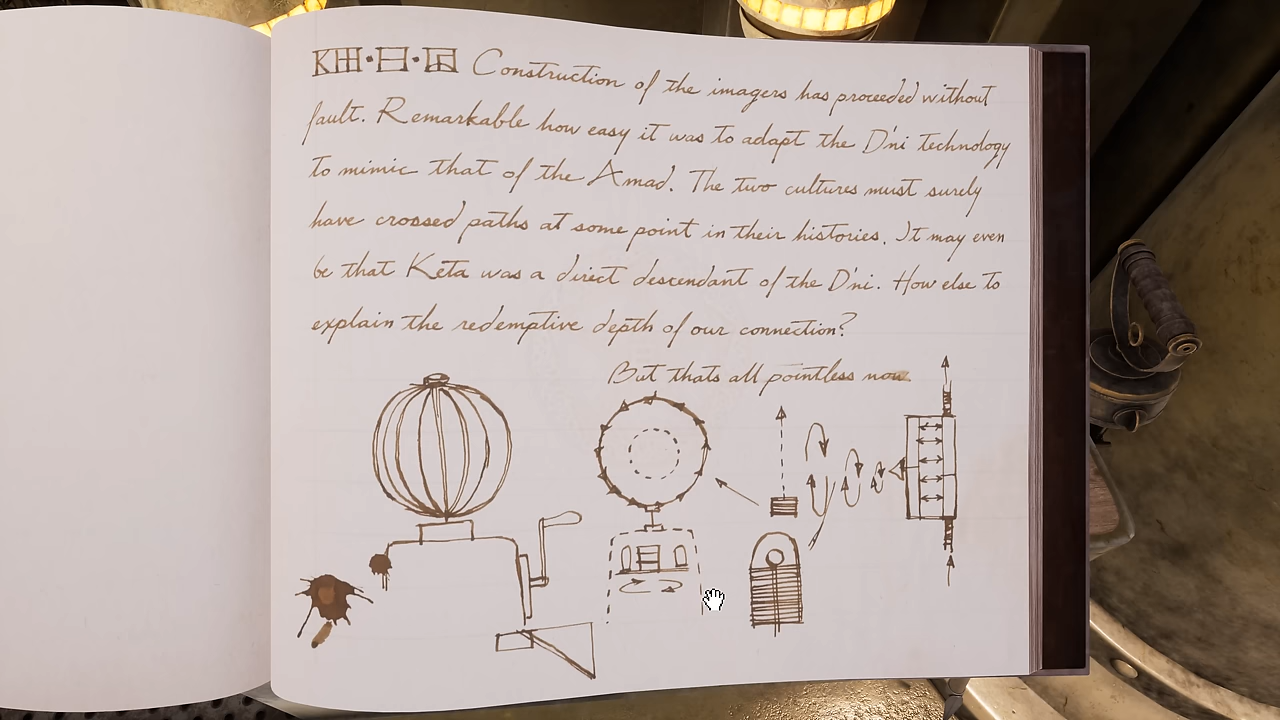 Construction of the imagers has proceeded without
fault. Remarkable how easy it was to adapt the D'ni technology
to mimic that of the Amad. The two cultures must surely
have crossed paths at some point in their histories. It may even
be that Keta was a direct descendant of the D'ni. How else to
explain the redemptive depth of our connection?
But thats all pointless now.